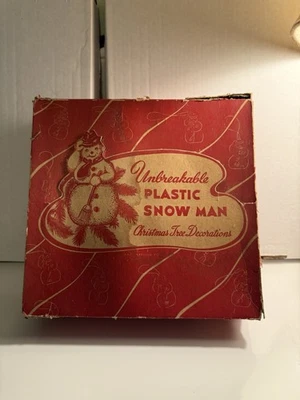 Unbreakable
PLASTIC
SNOW MAN
Christmas Tree Decorations